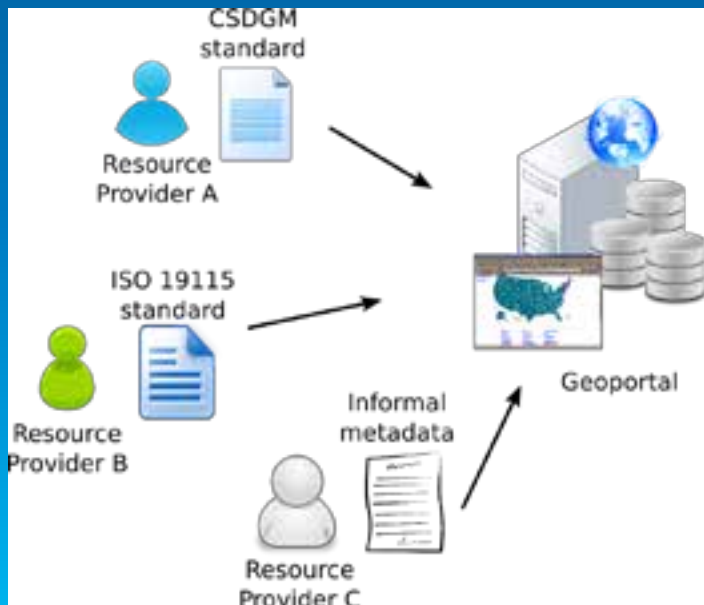 CSDGM
standard
Resource
Provider A
ISO 19115
standard
Resource
Provider B
Informal
metadata
Resource
Provider C
Geoportal